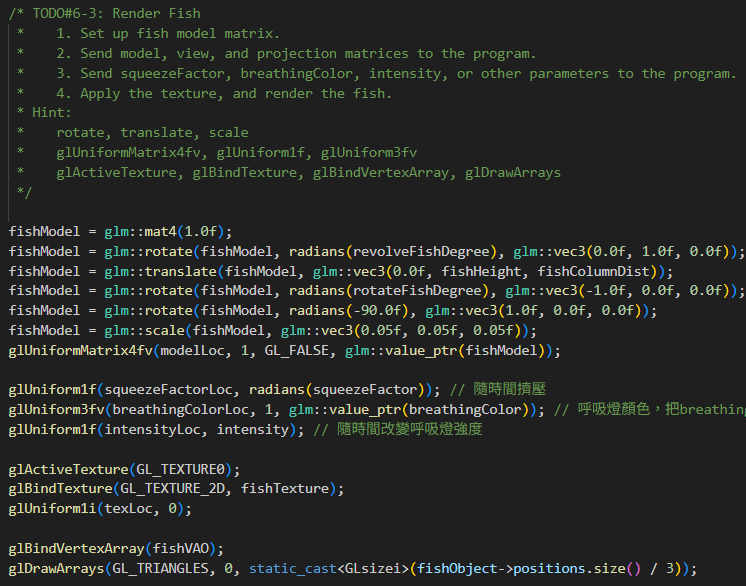 /* TODO#6-3: Render Fish
*    1. Set up fish model matrix.
*    2. Send model, view, and projection matrices to the program.
*    3. Send squeezeFactor, breathingColor, intensity, or other parameters to the program.
*    4. Apply the texture, and render the fish.
* Hint:
*    rotate, translate, scale
*    glUniformMatrix4fv, glUniform1f, glUniform3fv
*    glActiveTexture, glBindTexture, glBindVertexArray, glDrawArrays
*/
fishModel = glm::mat4(1.0f);
fishModel = glm::rotate(fishModel, radians(revolveFishDegree), glm::vec3(0.0f, 1.0f, 0.0f));
fishModel = glm::translate(fishModel, glm::vec3(0.0f, fishHeight, fishColumnDist));
fishModel = glm::rotate(fishModel, radians(rotateFishDegree), glm::vec3(-1.0f, 0.0f, 0.0f));
fishModel = glm::rotate(fishModel, radians(-90.0f), glm::vec3(1.0f, 0.0f, 0.0f));
fishModel = glm::scale(fishModel, glm::vec3(0.05f, 0.05f, 0.05f));
glUniformMatrix4fv(modelLoc, 1, GL_FALSE, glm::value_ptr(fishModel));
glUniform1f(squeezeFactorLoc, radians(squeezeFactor)); // 隨時間擠壓
glUniform3fv(breathingColorLoc, 1, glm::value_ptr(breathingColor)); // 呼吸燈顏色，把breathing
glUniform1f(intensityLoc, intensity); // 隨時間改變呼吸燈強度
glActiveTexture(GL_TEXTURE0);
glBindTexture(GL_TEXTURE_2D, fishTexture);
glUniform1i(texLoc, 0);
glBindVertexArray(fishVAO);
glDrawArrays(GL_TRIANGLES, 0, static_cast<GLsizei>(fishObject->positions.size() / 3));